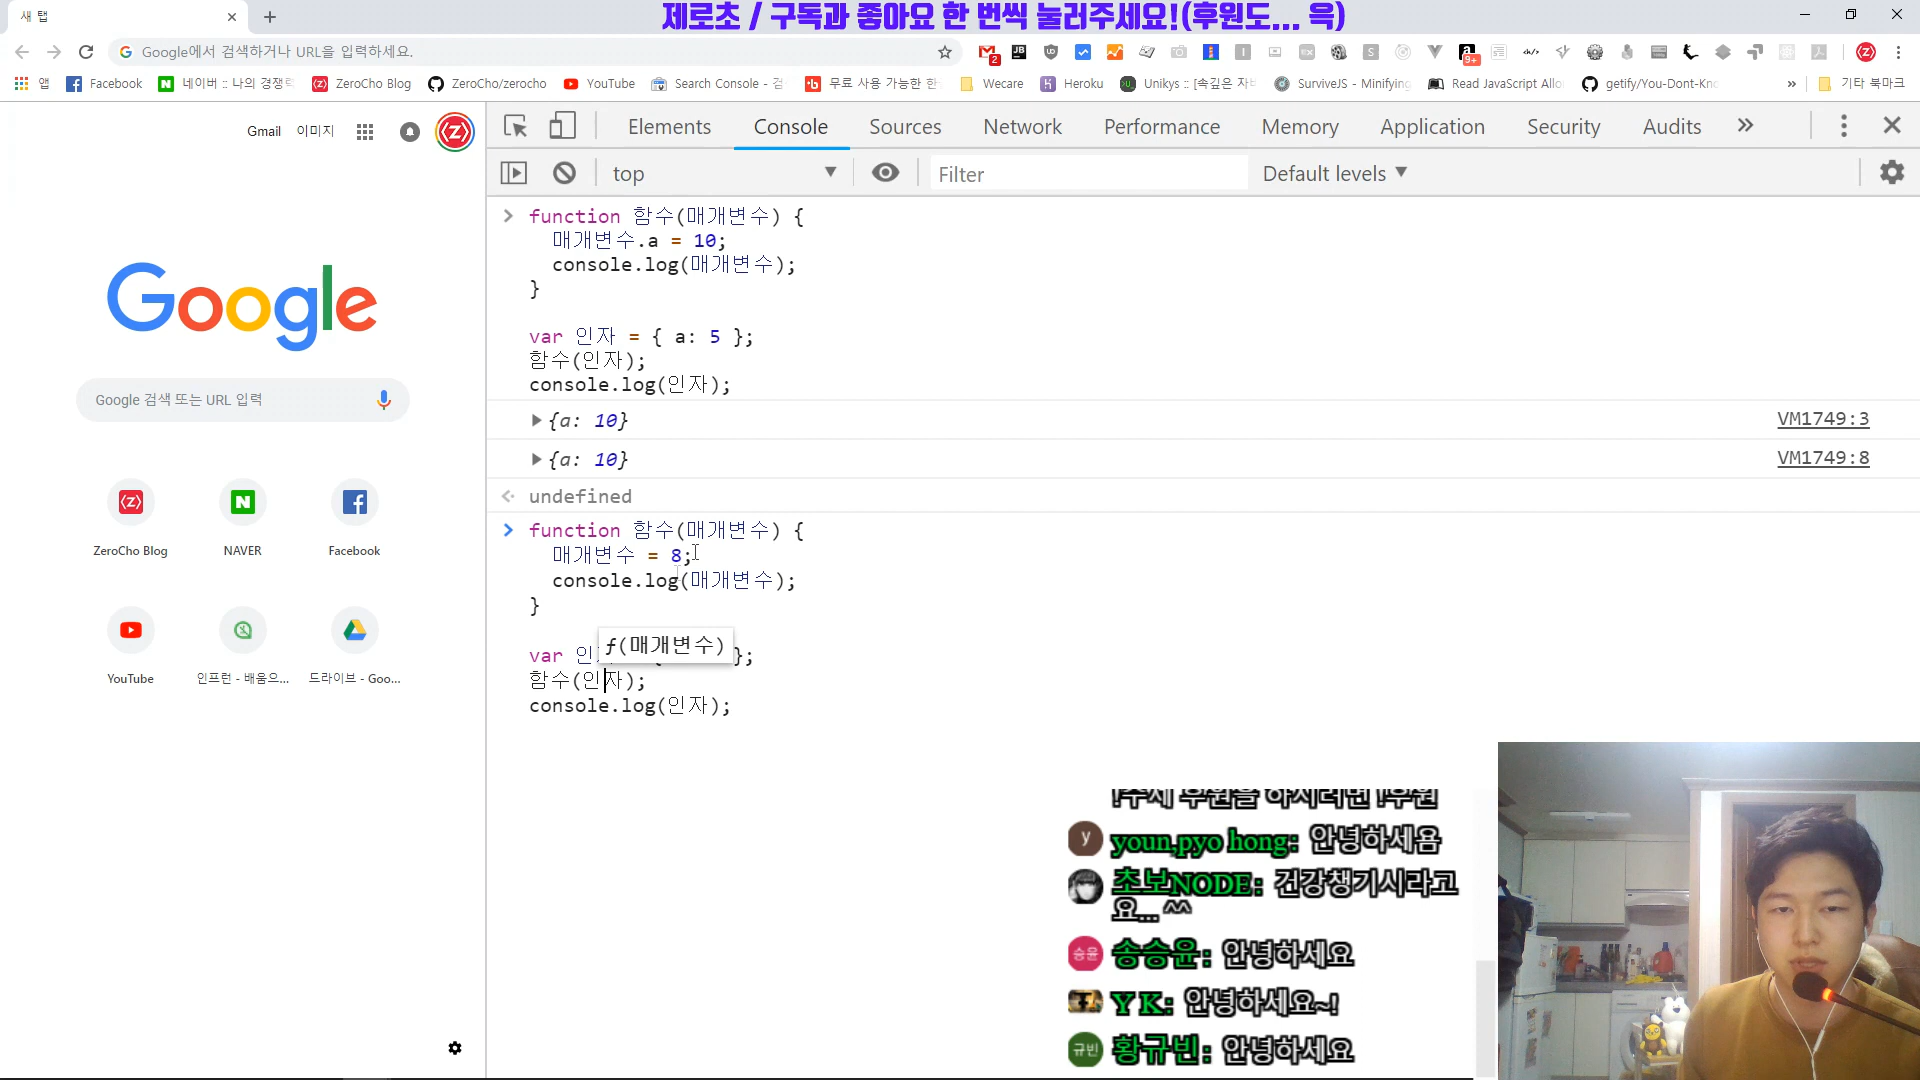 새 탭
제로초 / 구독과 좋아요 한 번씩 눌러주세요!(후원도... 윽)
Google에서 검색하거나 URL을 입력하세요.
앱
Facebook
네이버 :: 나의 경쟁력
ZeroCho Blog
ZeroCho/zerocho
YouTube
Search Console - 검
무료 사용 가능한 한
Wecare
Heroku
Unikys :: [속깊은 자바
SurviveJS - Minifying
Read JavaScript Allo
getify/You-Dont-Kno
기타 북마크
Gmail 이미지
Google
Google 검색 또는 URL 입력
ZeroCho Blog
NAVER
Facebook
YouTube
인프런 - 배움으...
드라이브 - Goo...
Elements Console Sources Network Performance Memory Application Security Audits
top
Filter
Default levels
function 함수(매개변수) {
매개변수.a = 10;
console.log(매개변수);
}
var 인자 = { a: 5 };
함수(인자);
console.log(인자);
{a: 10}
VM1749:3
{a: 10}
VM1749:8
undefined
function 함수(매개변수) {
매개변수 = 8;
console.log(매개변수);
}
ƒ(매개변수)
var 인 };
함수(인자);
console.log(인자);
youn,pyo hong: 안녕하세욤
초보NODE: 건강챙기시라고
요... ^^
송승윤: 안녕하세요
Y K: 안녕하세요~!
황규빈: 안녕하세요